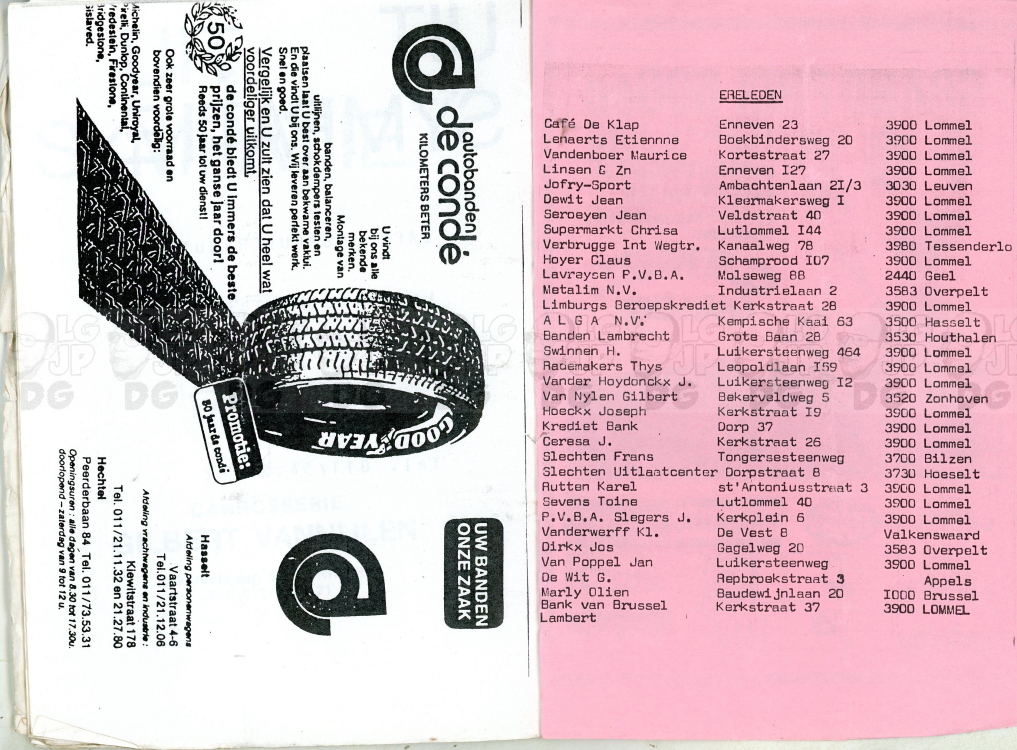 autobanden
de condé
KILOMETERS BETER
U vindt
bij ons alle
bekende
merken.
Montage van
banden, balanceren,
uitlijnen, schokdempers testen en
plaatsen laat U best over aan bekwame vaklui.
En die vindt U bij ons. Wij leveren perfekt werk.
Snel en goed.
Vergelijk en U zult zien dat U heel wat
voordeliger uitkomt.
de condé biedt U immers de beste
prijzen, het ganse jaar door!
Reeds 50 jaar tot uw dienst!
50
Ook zeer grote voorraad en
bovendien voordelig:
Michelin, Goodyear, Uniroyal,
Pirelli, Dunlop, Continental,
Vredestein, Firestone,
Bridgestone,
Gislaved.
GOODYEAR
Promotie:
50 jaar de condé
UW BANDEN
ONZE ZAAK
Hasselt
Afdeling personenwagens
Vaartstraat 4-6
Tel. 011/21.12.06
Afdeling vrachtwagens en industrie:
Kiewitstraat 178
Tel. 011/21.11.32 en 21.27.80
Hechtel
Peerderbaan 84, Tel. 011/73.53.31
Openingsuren: alle dagen van 8.30 tot 17.30u.
doorlopend - zaterdag van 9 tot 12 u.
ERELEDEN
Café De Klap Enneven 23 3900 Lommel
Lenaerts Etiennne Boekbindersweg 20 3900 Lommel
Vandenboer Maurice Kortestraat 27 3900 Lommel
Linsen & Zn Enneven I27 3900 Lommel
Jofry-Sport Ambachtenlaan 2I/3 3030 Leuven
Dewit Jean Kleermakersweg I 3900 Lommel
Seroeyen Jean Veldstraat 40 3900 Lommel
Supermarkt Chrisa Lutlommel I44 3900 Lommel
Verbrugge Int Wegtr. Kanaalweg 78 3980 Tessenderlo
Hoyer Claus Schamprood I07 3900 Lommel
Lavreysen P.V.B.A. Molseweg 88 2440 Geel
Metalim N.V. Industrielaan 2 3583 Overpelt
Limburgs Beroepskrediet Kerkstraat 28 3900 Lommel
A L G A N.V. Kempische Kaai 63 3500 Hasselt
Banden Lambrecht Grote Baan 28 3530 Houthalen
Swinnen H. Luikersteenweg 464 3900 Lommel
Rademakers Thys Leopoldlaan I69 3900 Lommel
Vander Hoydonckx J. Luikersteenweg I2 3900 Lommel
Van Nylen Gilbert Bekerveldweg 5 3520 Zonhoven
Hoeckx Joseph Kerkstraat I9 3900 Lommel
Krediet Bank Dorp 37 3900 Lommel
Ceresa J. Kerkstraat 26 3900 Lommel
Slechten Frans Tongersesteenweg 3700 Bilzen
Slechten Uitlaatcenter Dorpstraat 8 3730 Hoeselt
Rutten Karel st'Antoniusstraat 3 3900 Lommel
Sevens Toine Lutlommel 40 3900 Lommel
P.V.B.A. Slegers J. Kerkplein 6 3900 Lommel
Vanderwerff Kl. De Vest 8 Valkenswaard
Dirkx Jos Gagelweg 20 3583 Overpelt
Van Poppel Jan Luikersteenweg 3900 Lommel
De Wit G. Repbroekstraat 3 Appels
Marly Olien Baudewijnlaan 20 I000 Brussel
Bank van Brussel Kerkstraat 37 3900 LOMMEL
Lambert